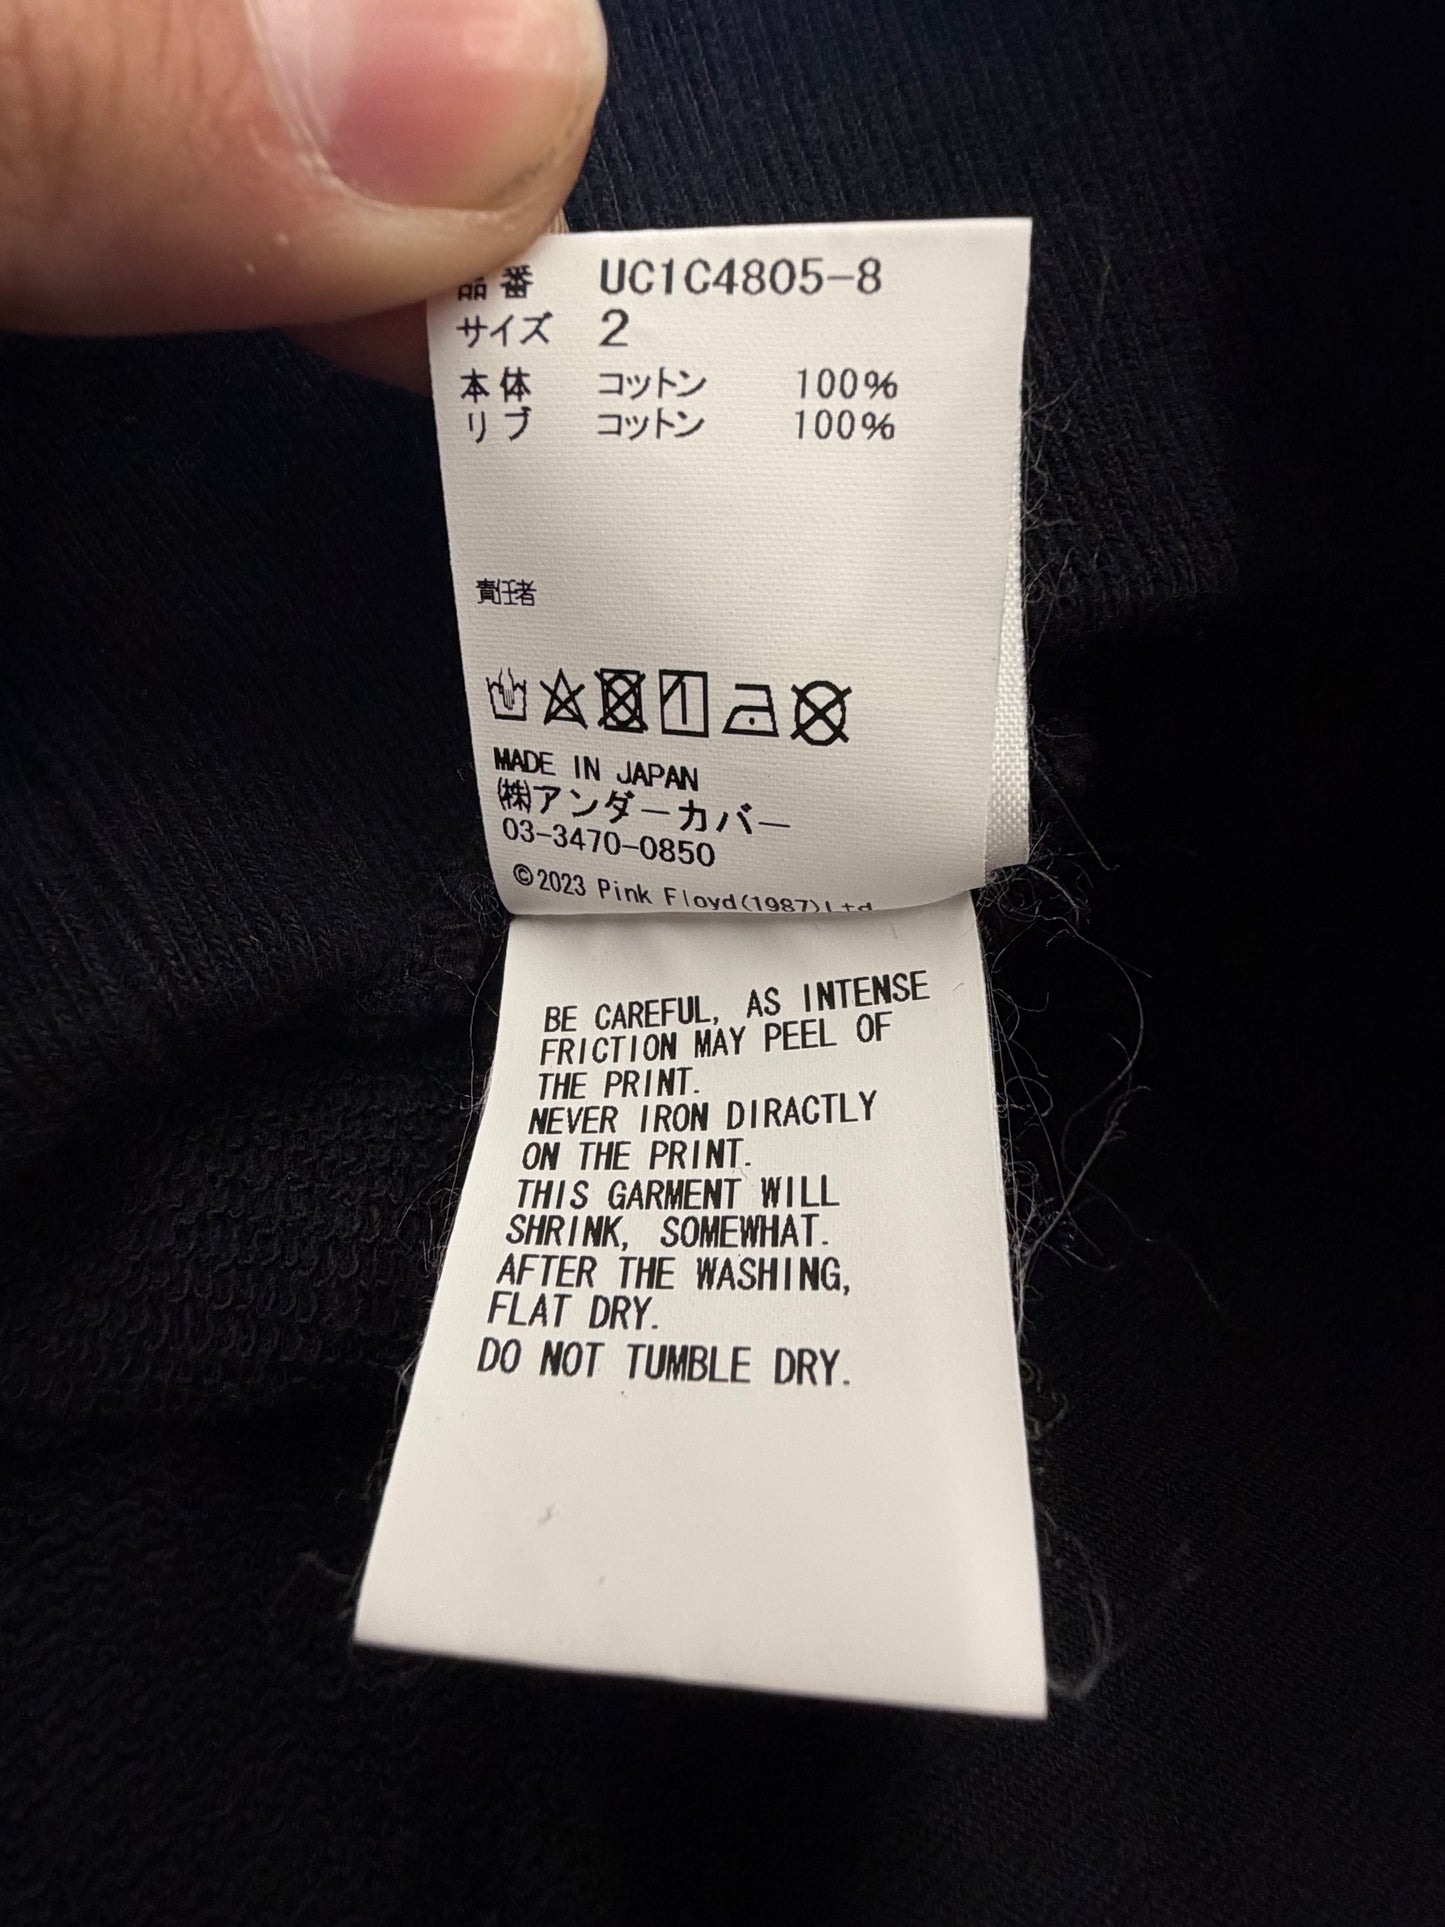 品番 UC1C4805-8
サイズ 2
本体 コットン 100%
リブ コットン 100%
責任者
MADE IN JAPAN
(株)アンダーカバー
03-3470-0850
©2023 Pink Floyd(1987)Ltd
BE CAREFUL, AS INTENSE
FRICTION MAY PEEL OF
THE PRINT.
NEVER IRON DIRACTLY
ON THE PRINT.
THIS GARMENT WILL
SHRINK, SOMEWHAT.
AFTER THE WASHING,
FLAT DRY.
DO NOT TUMBLE DRY.